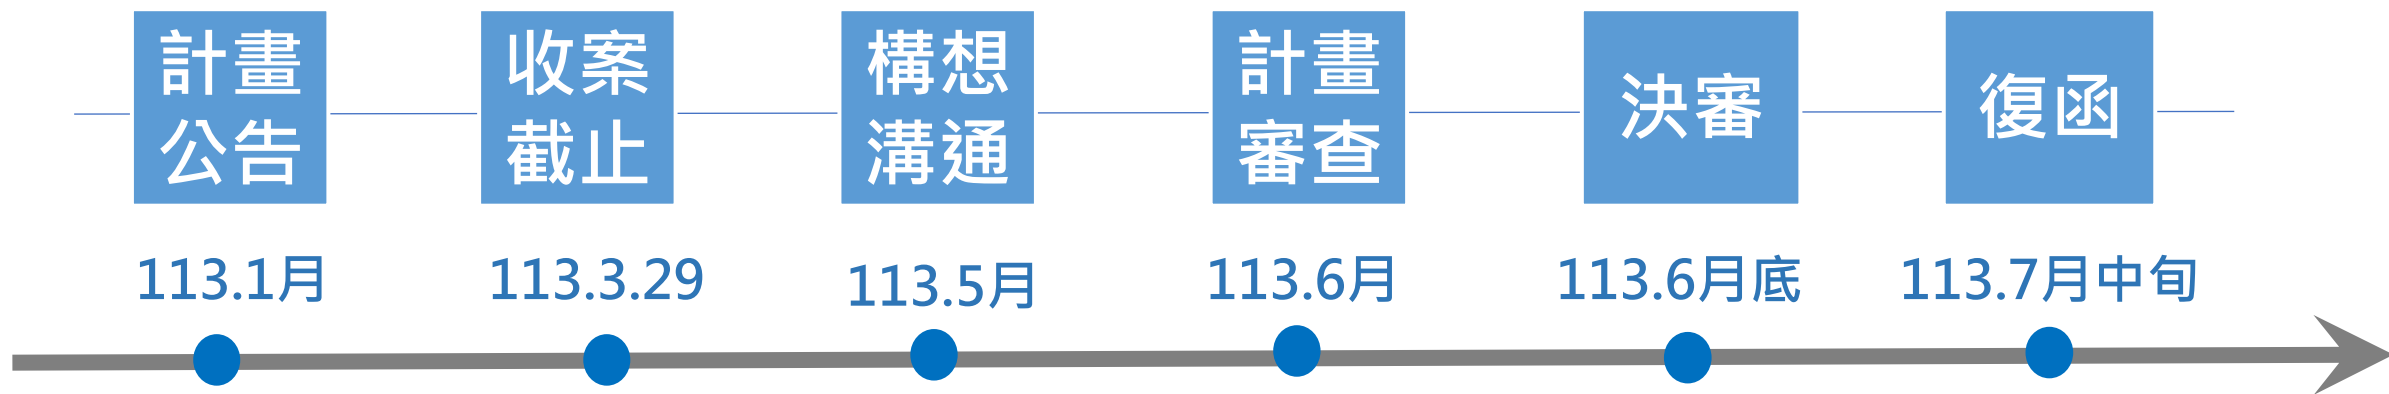 計畫
公告
收案
截止
構想
溝通
計畫
審查
決審
復函
113.1月
113.3.29
113.5月
113.6月
113.6月底
113.7月中旬